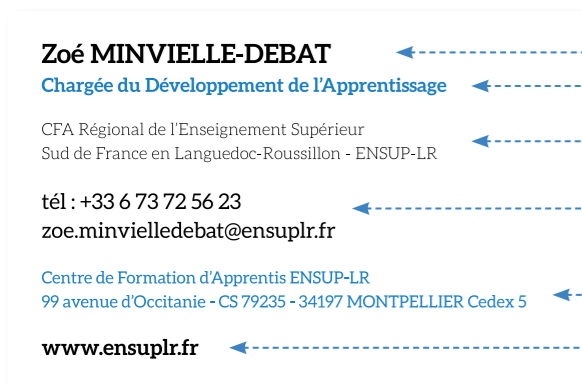 Zoé MINVIELLE-DEBAT
Chargée du Développement de l'Apprentissage
CFA Régional de l'Enseignement Supérieur
Sud de France en Languedoc-Roussillon - ENSUP-LR
tél : +33 6 73 72 56 23
zoe.minvielledebat@ensuplr.fr
Centre de Formation d'Apprentis ENSUP-LR
99 avenue d'Occitanie - CS 79235 - 34197 MONTPELLIER Cedex 5
www.ensuplr.fr